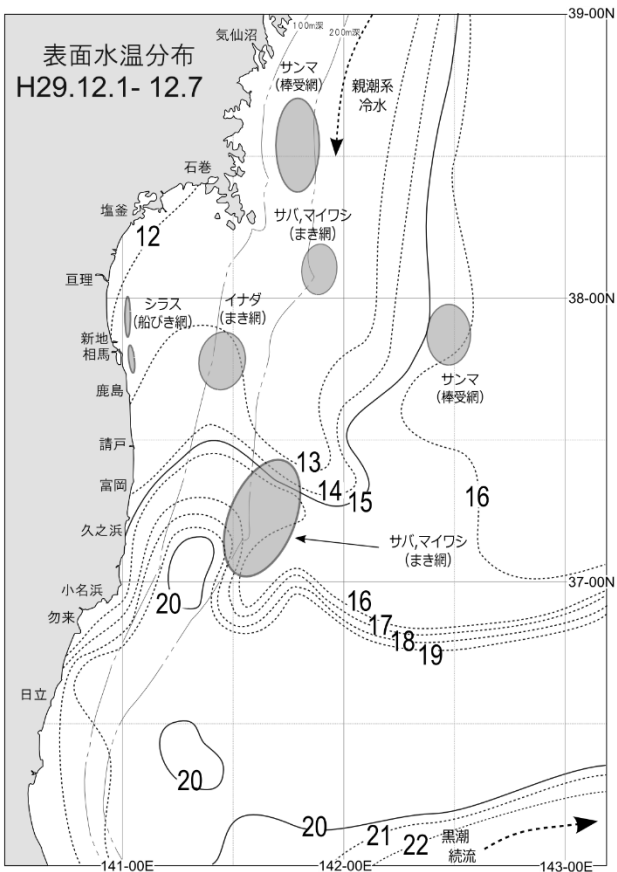 39-00N
気仙沼
100m深
200m深
表面水温分布
H29.12.1- 12.7
サンマ
(棒受網)
親潮系
冷水
石巻
塩釜
サバ,マイワシ
(まき網)
12
亘理
シラス
(船びき網)
イナダ
(まき網)
38-00N
新地
相馬
サンマ
(棒受網)
鹿島
請戸
13
富岡
14
15
16
久之浜
サバ,マイワシ
(まき網)
37-00N
小名浜
20
16
勿来
17
18
19
日立
20
20
21
22
黒潮
続流
141-00E
142-00E
143-00E